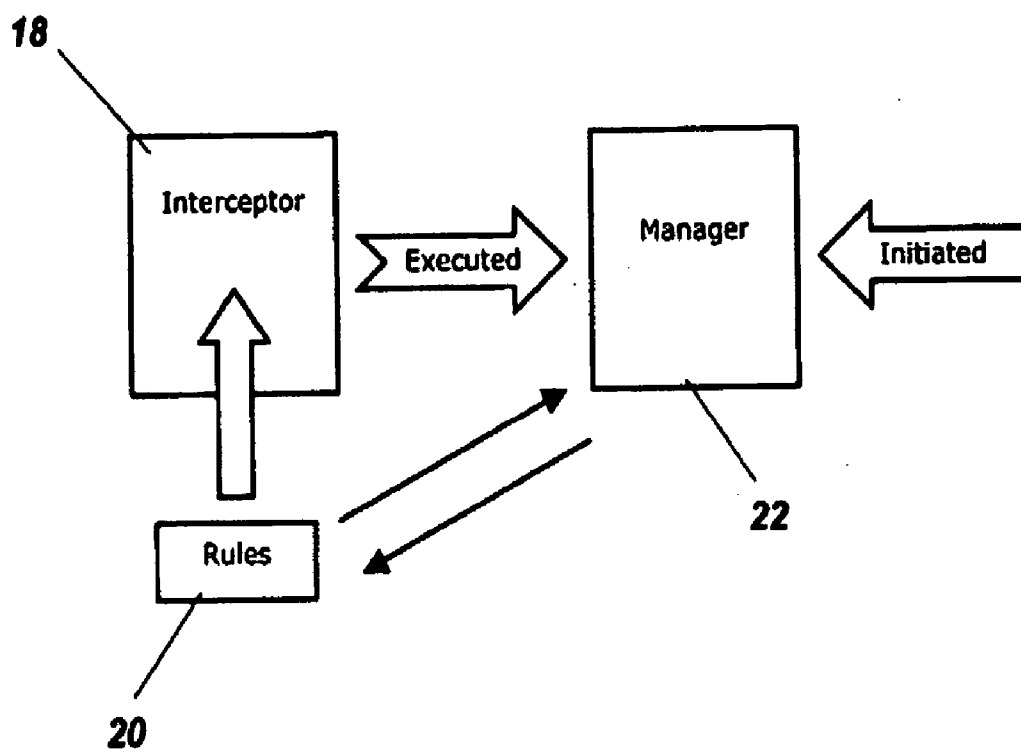 18
Interceptor
Manager
Executed
Initiated
Rules
22
20